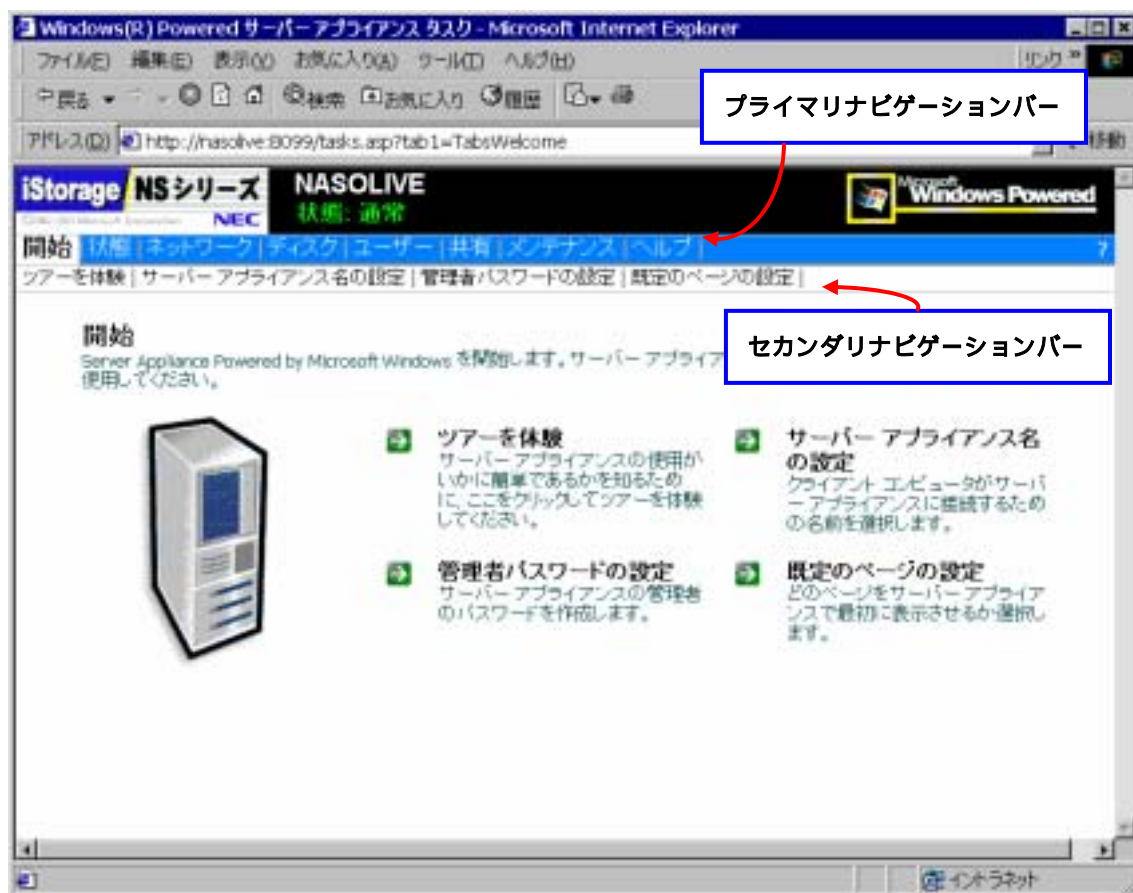 Windows(R) Powered サーバー アプライアンス タスク - Microsoft Internet Explorer
ファイル(F) 編集(E) 表示(V) お気に入り(A) ツール(T) ヘルプ(H) リンク »
戻る 検索 お気に入り 履歴
プライマリナビゲーションバー
アドレス(D) http://nasolive:8099/tasks.asp?tab1=TabsWelcome 移動
iStorage NSシリーズ NASOLIVE Microsoft Windows Powered
NEC 状態: 通常
開始 | 状態 | ネットワーク | ディスク | ユーザー | 共有 | メンテナンス | ヘルプ | ?
ツアーを体験 | サーバー アプライアンス名の設定 | 管理者パスワードの設定 | 既定のページの設定 |
セカンダリナビゲーションバー
開始
Server Appliance Powered by Microsoft Windows を開始します。サーバー アプライア
使用してください。
ツアーを体験
サーバー アプライアンスの使用が
いかに簡単であるかを知るため
に、ここをクリックしてツアーを体験
してください。
サーバー アプライアンス名
の設定
クライアント コンピュータがサーバ
ー アプライアンスに接続するため
の名前を選択します。
管理者パスワードの設定
サーバー アプライアンスの管理者
のパスワードを作成します。
既定のページの設定
どのページをサーバー アプライア
ンスで最初に表示させるか選択し
ます。
イントラネット